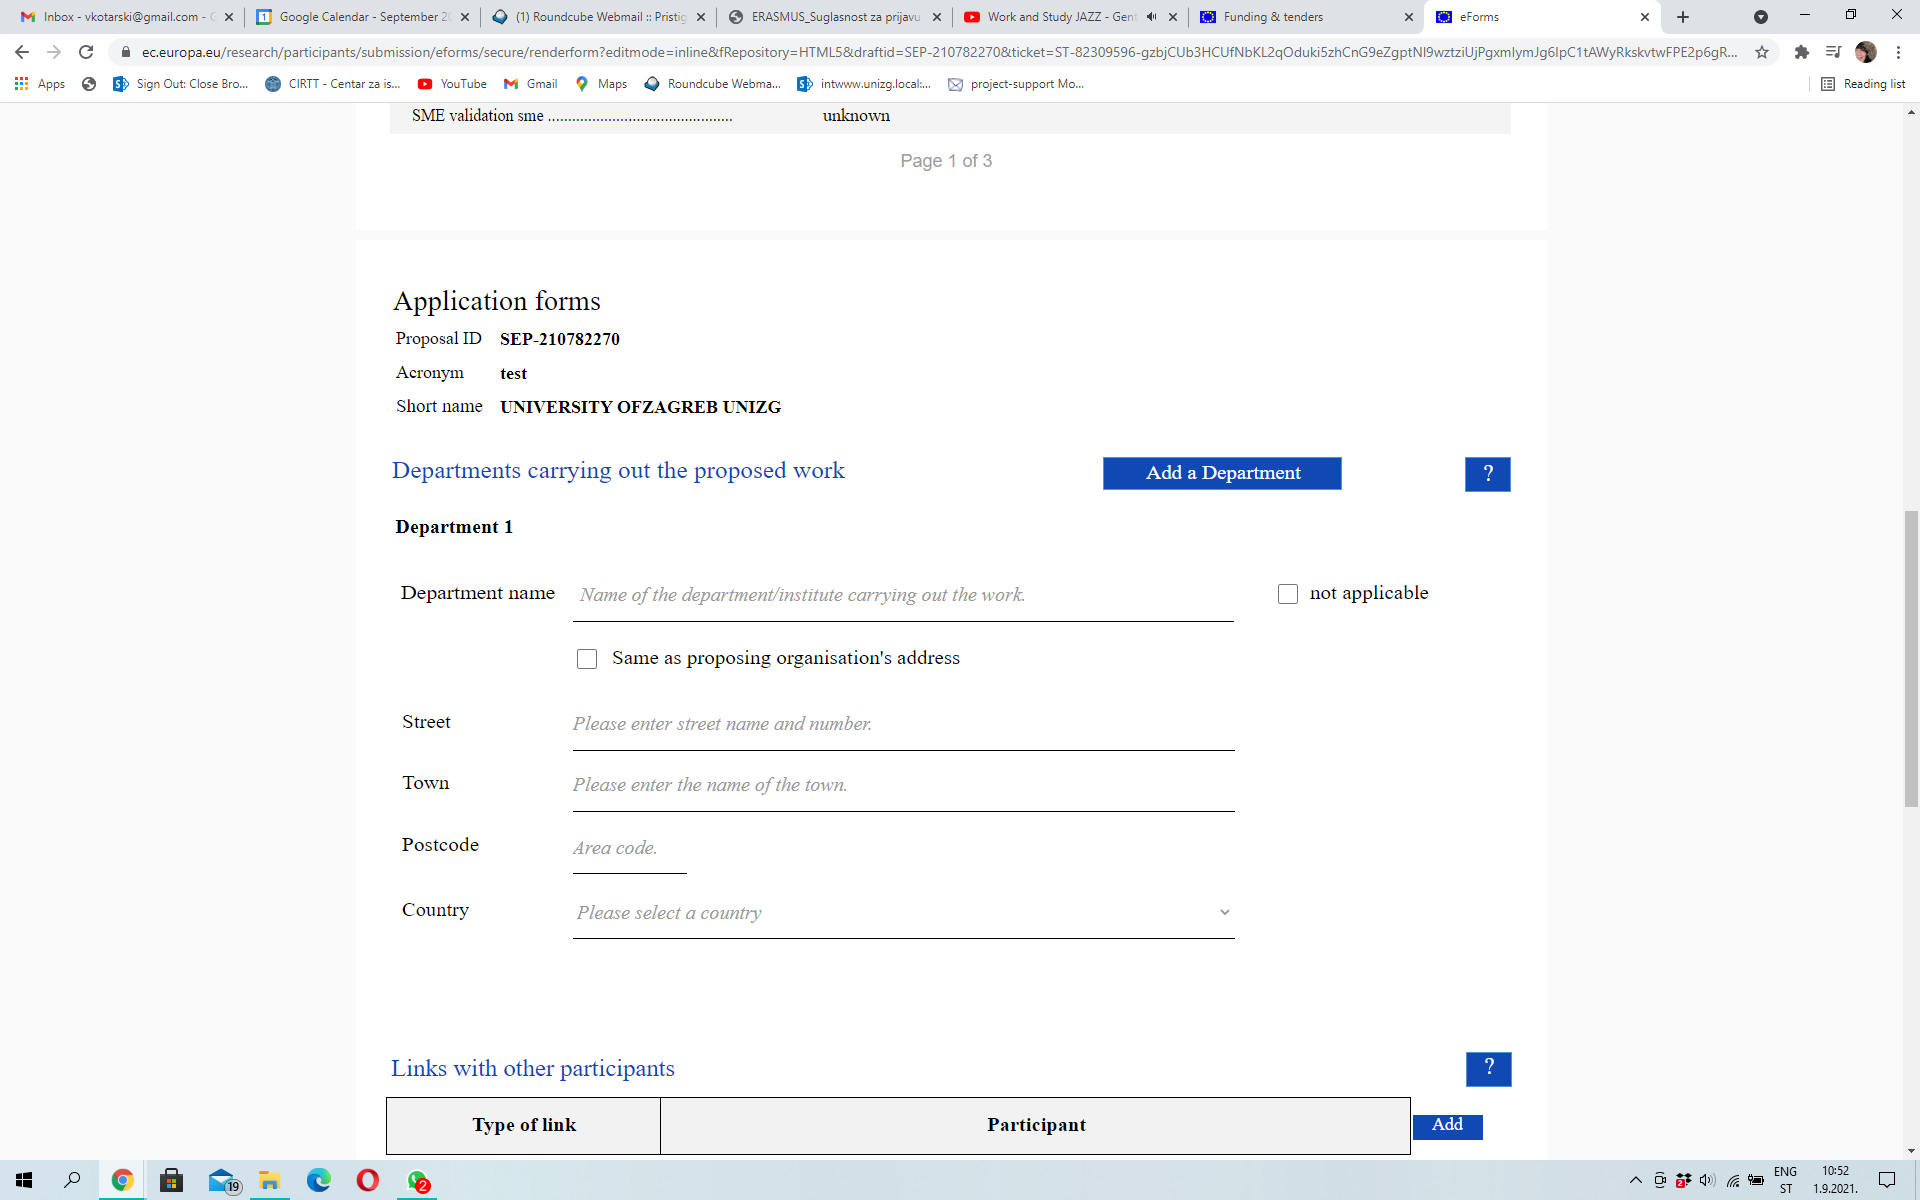 Inbox - vkotarski@gmail.com - G
Google Calendar - September 20
(1) Roundcube Webmail :: Pristig
ERASMUS_Suglasnost za prijavu
Work and Study JAZZ - Gent
Funding & tenders
eForms
ec.europa.eu/research/participants/submission/eforms/secure/renderform?editmode=inline&fRepository=HTML5&draftid=SEP-210782270&ticket=ST-82309596-gzbjCUb3HCUfNbKL2qOduki5zhCnG9eZgptNl9wztziUjPgxmIymJg6IpC1tAWyRkskvtwFPE2p6gR...
Apps
Sign Out: Close Bro...
CIRTT - Centar za is...
YouTube
Gmail
Maps
Roundcube Webma...
intwww.unizg.local:...
project-support Mo...
Reading list
SME validation sme .............................................. unknown
Page 1 of 3
Application forms
Proposal ID SEP-210782270
Acronym test
Short name UNIVERSITY OFZAGREB UNIZG
Departments carrying out the proposed work
Add a Department
?
Department 1
Department name Name of the department/institute carrying out the work.
not applicable
Same as proposing organisation's address
Street Please enter street name and number.
Town Please enter the name of the town.
Postcode Area code.
Country Please select a country
Links with other participants
?
Type of link Participant
Add
19
2
2
ENG
ST
10:52
1.9.2021.